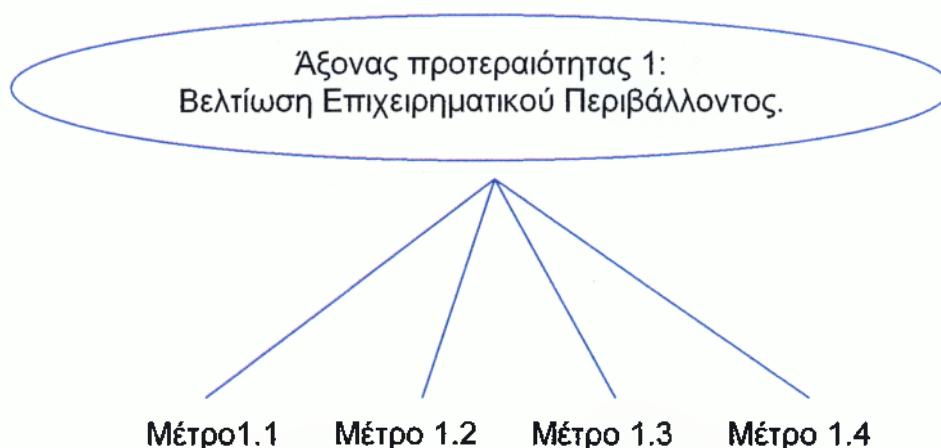 Άξονας προτεραιότητας 1:
Βελτίωση Επιχειρηματικού Περιβάλλοντος.
Μέτρο1.1 Μέτρο 1.2 Μέτρο 1.3 Μέτρο 1.4